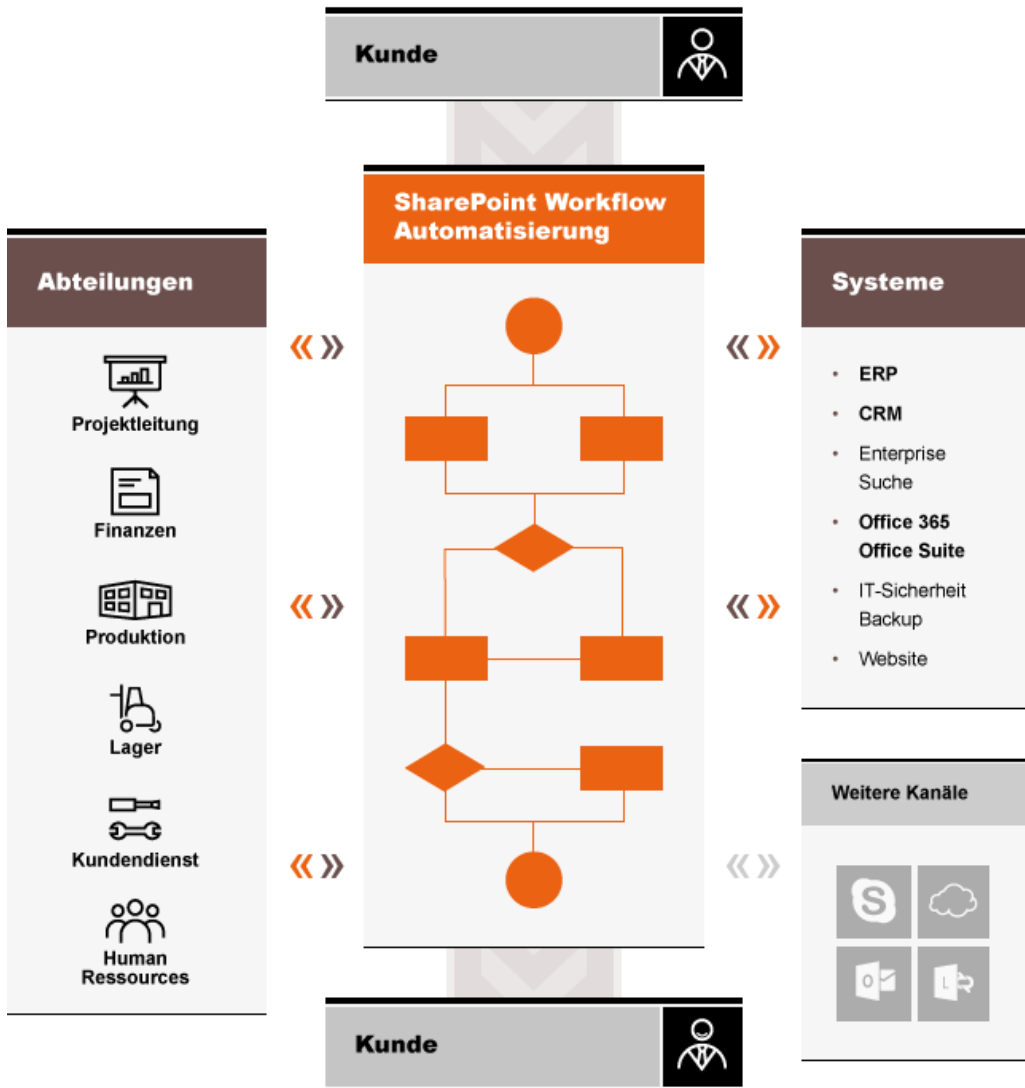 Kunde
SharePoint Workflow
Automatisierung
Abteilungen
Projektleitung
Finanzen
Produktion
Lager
Kundendienst
Human
Ressources
Systeme
ERP
CRM
Enterprise
Suche
Office 365
Office Suite
IT-Sicherheit
Backup
Website
Weitere Kanäle
S
O
L
Kunde